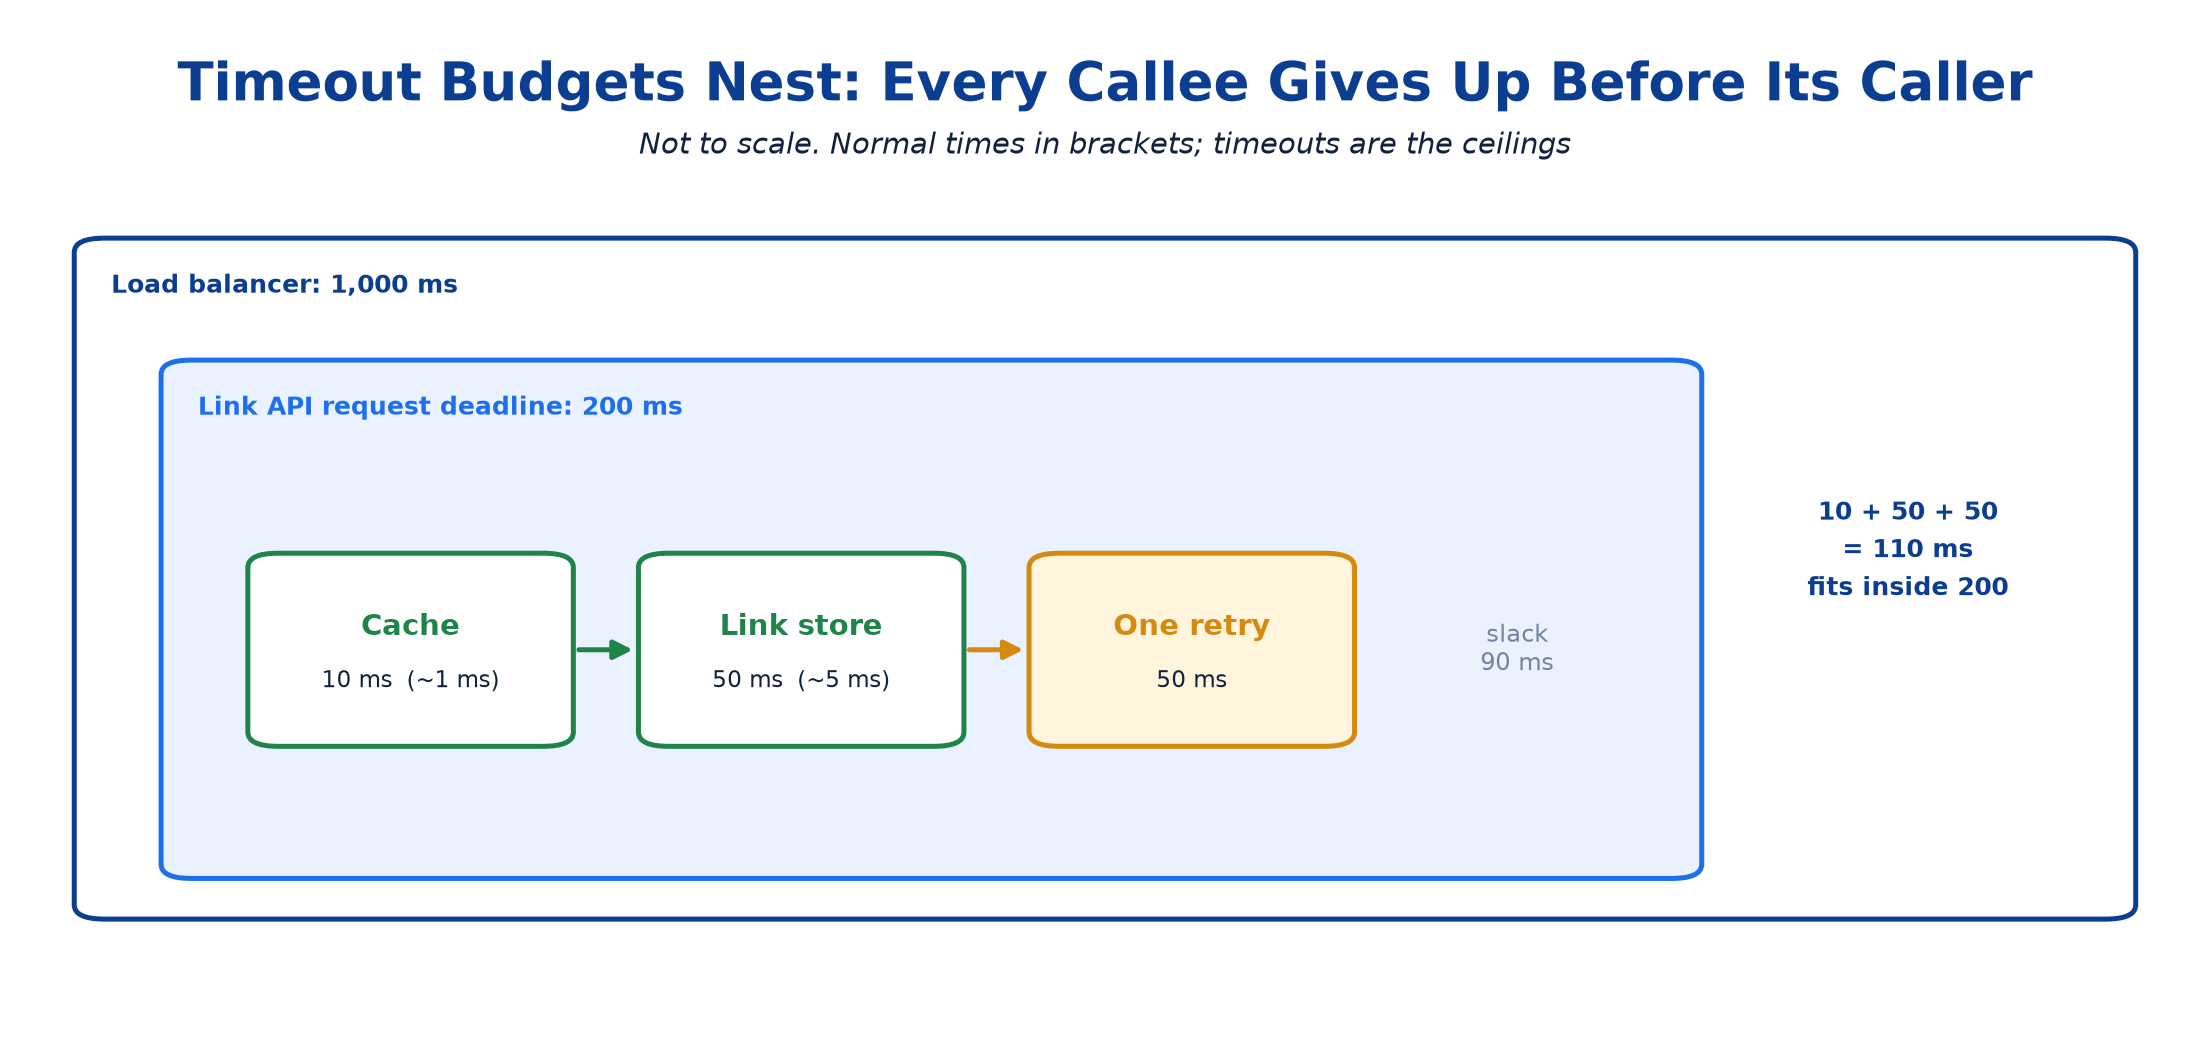 Timeout Budgets Nest: Every Callee Gives Up Before Its Caller
Not to scale. Normal times in brackets; timeouts are the ceilings
Load balancer: 1,000 ms
Link API request deadline: 200 ms
Cache
10 ms  (~1 ms)
Link store
50 ms  (~5 ms)
One retry
50 ms
slack
90 ms
10 + 50 + 50
= 110 ms
fits inside 200